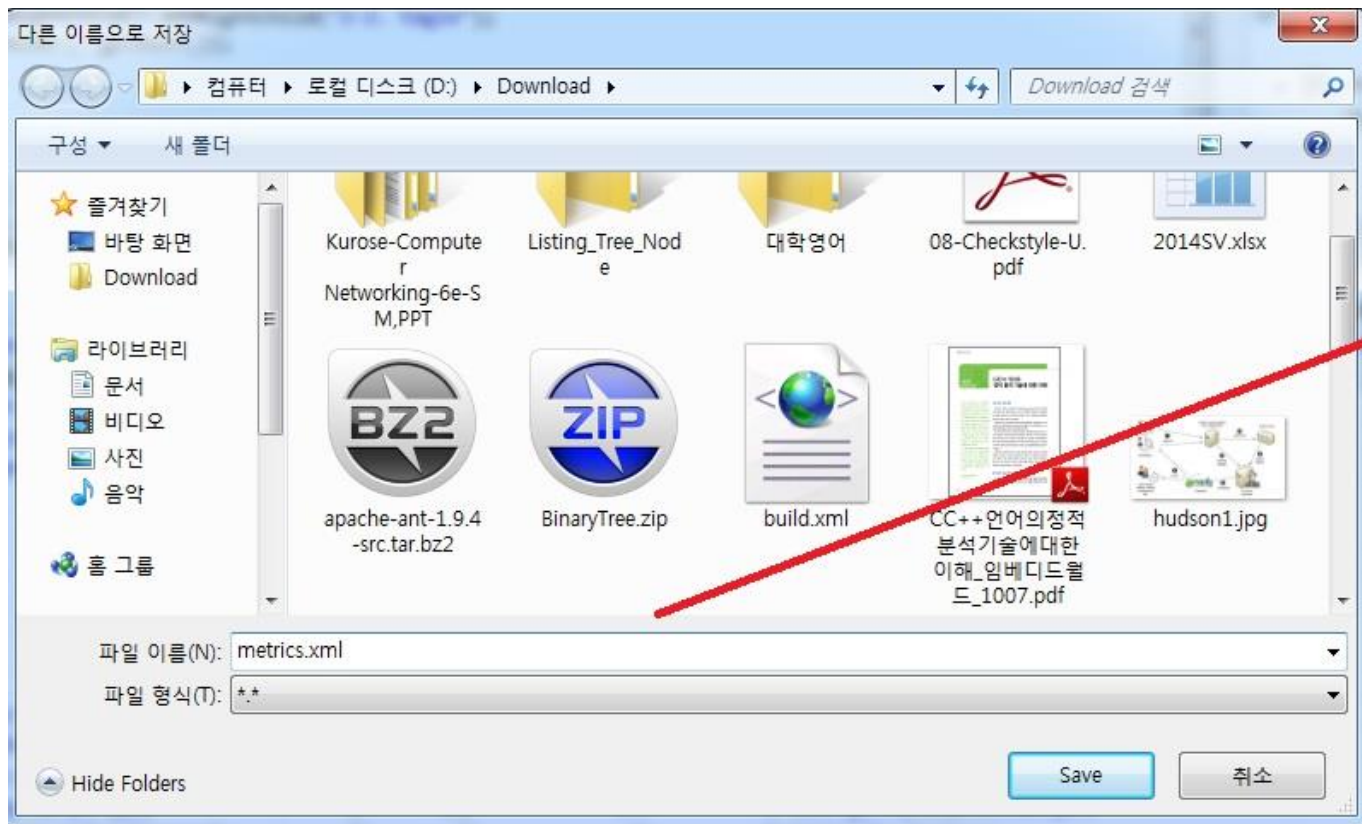 다른 이름으로 저장
컴퓨터 로컬 디스크 (D:) Download
Download 검색
구성
새 폴더
즐겨찾기
바탕 화면
Download
라이브러리
문서
비디오
사진
음악
홈 그룹
Kurose-Compute
r
Networking-6e-S
M,PPT
Listing_Tree_Nod
e
대학영어
08-Checkstyle-U.
pdf
2014SV.xlsx
BZ2
apache-ant-1.9.4
-src.tar.bz2
ZIP
BinaryTree.zip
build.xml
CC++언어의정적
분석기술에대한
이해_임베디드월
드_1007.pdf
hudson1.jpg
파일 이름(N): metrics.xml
파일 형식(T): *.*
Hide Folders
Save
취소